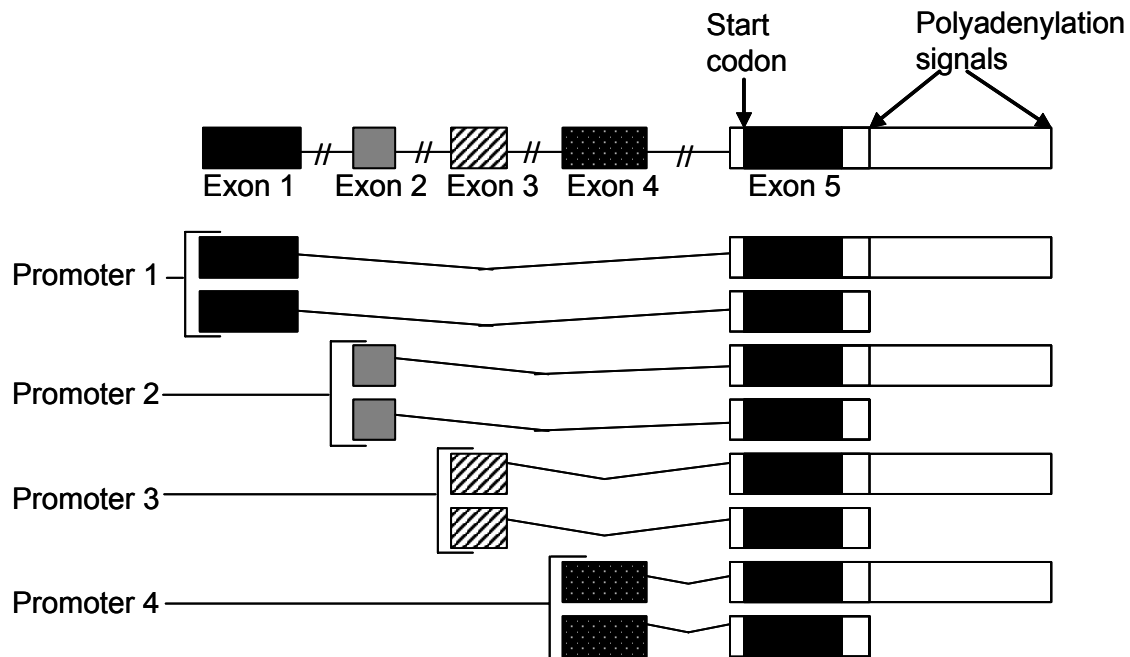 Start
codon
Polyadenylation
signals
Exon 1
Exon 2
Exon 3
Exon 4
Exon 5
Promoter 1
Promoter 2
Promoter 3
Promoter 4